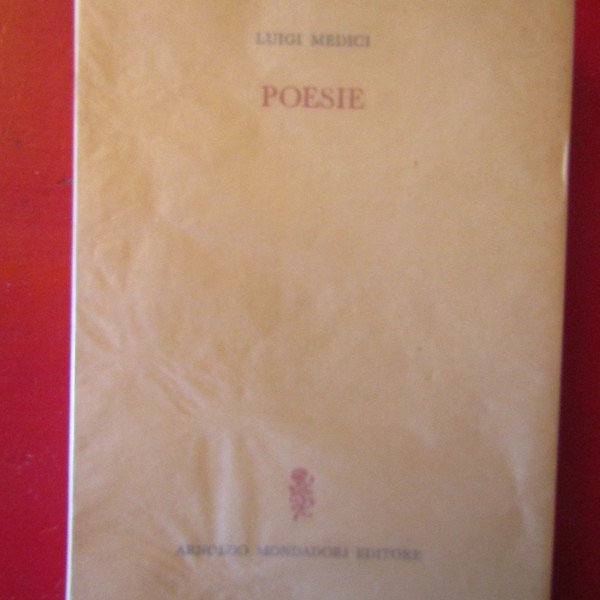 LUIGI MEDICI
POESIE
ARNOLDO MONDADORI EDITORE